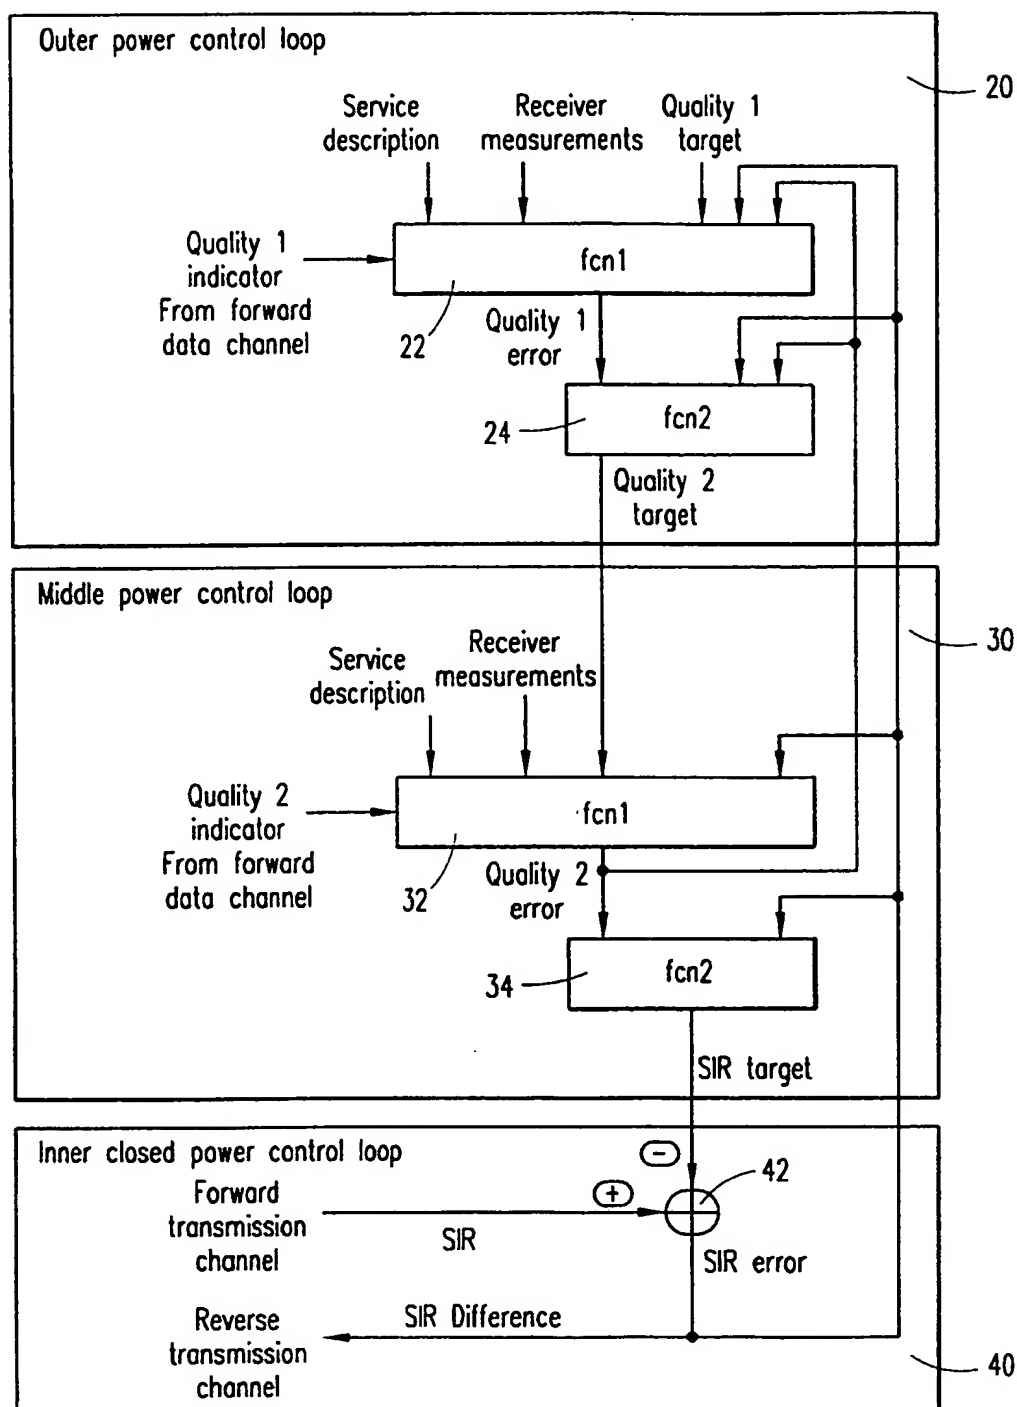 Outer power control loop
20
Service
description
Receiver
measurements
Quality 1
target
Quality 1
indicator
From forward
data channel
fcn1
22
Quality 1
error
24
fcn2
Quality 2
target
Middle power control loop
30
Service
description
Receiver
measurements
Quality 2
indicator
From forward
data channel
fcn1
32
Quality 2
error
34
fcn2
SIR target
Inner closed power control loop
Forward
transmission
channel
SIR
+
−
42
SIR error
Reverse
transmission
channel
SIR Difference
40